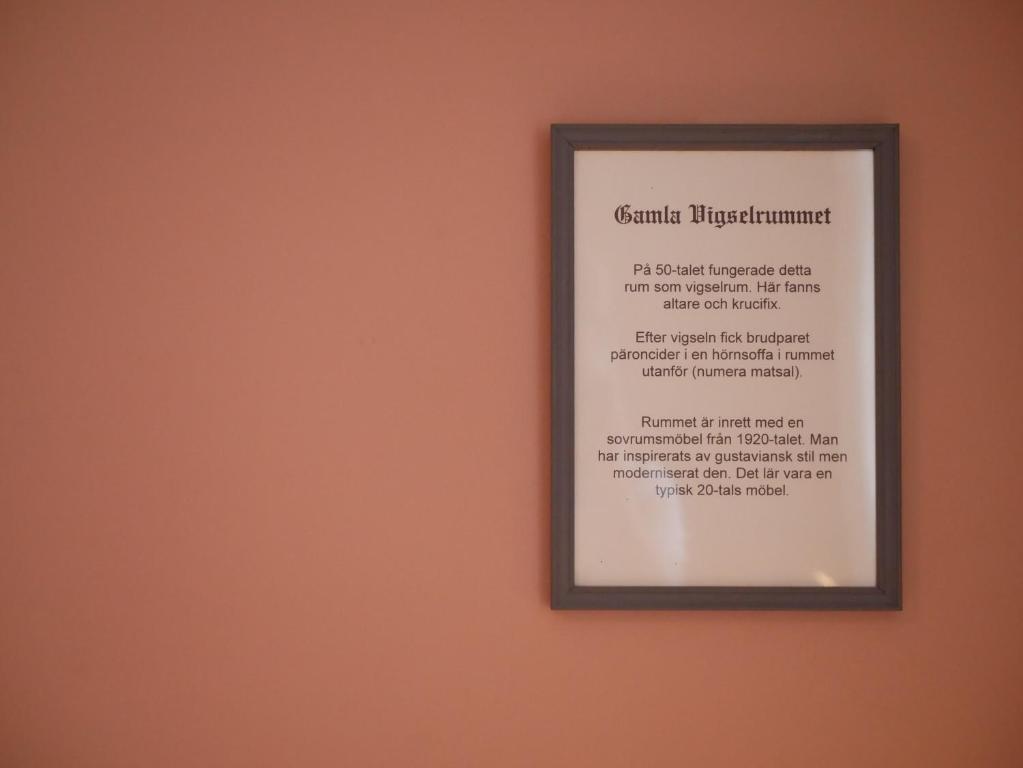 Gamla Vigselrummet
På 50-talet fungerade detta
rum som vigselrum. Här fanns
altare och krucifix.
Efter vigseln fick brudparet
päroncider i en hörnsoffa i rummet
utanför (numera matsal).
Rummet är inrett med en
sovrumsmöbel från 1920-talet. Man
har inspirerats av gustaviansk stil men
moderniserat den. Det lär vara en
typisk 20-tals möbel.